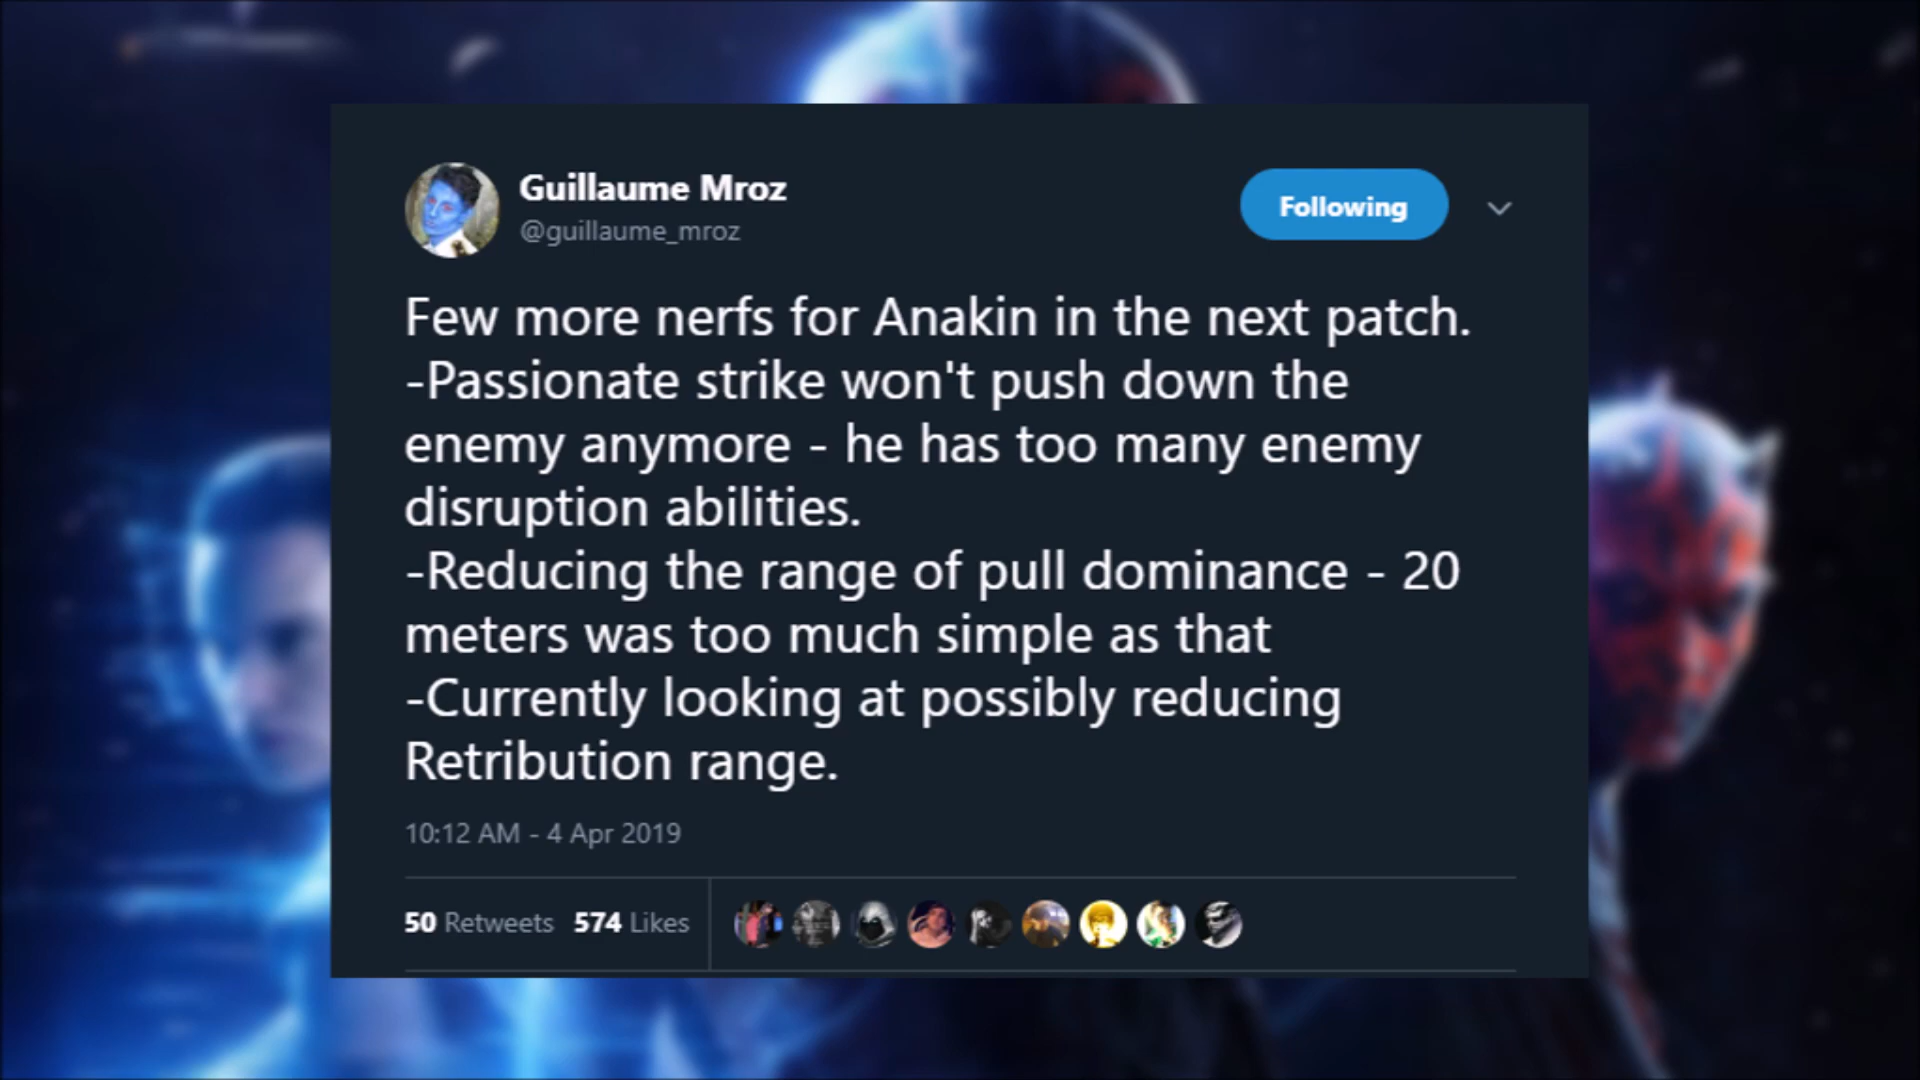 Guillaume Mroz
@guillaume_mroz
Following
Few more nerfs for Anakin in the next patch.
-Passionate strike won't push down the
enemy anymore - he has too many enemy
disruption abilities.
-Reducing the range of pull dominance - 20
meters was too much simple as that
-Currently looking at possibly reducing
Retribution range.
10:12 AM - 4 Apr 2019
50 Retweets 574 Likes